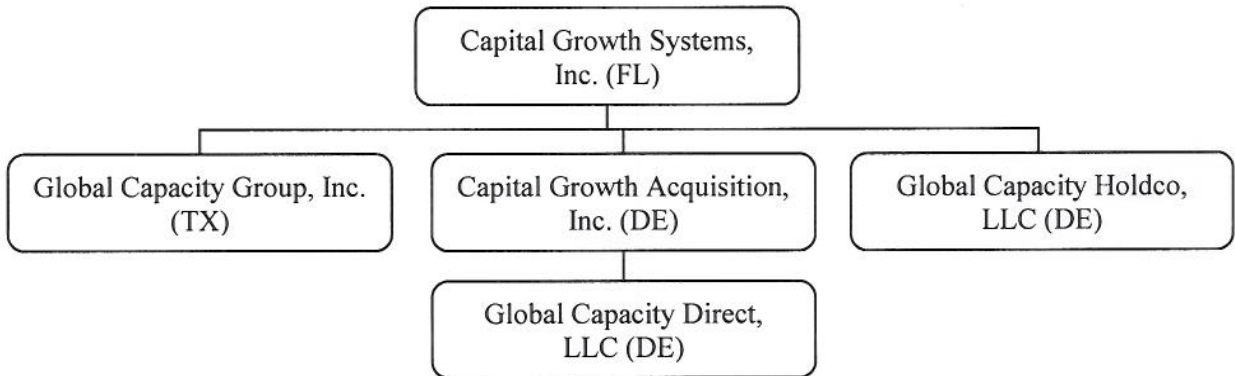 Capital Growth Systems,
Inc. (FL)
Global Capacity Group, Inc.
(TX)
Capital Growth Acquisition,
Inc. (DE)
Global Capacity Holdco,
LLC (DE)
Global Capacity Direct,
LLC (DE)